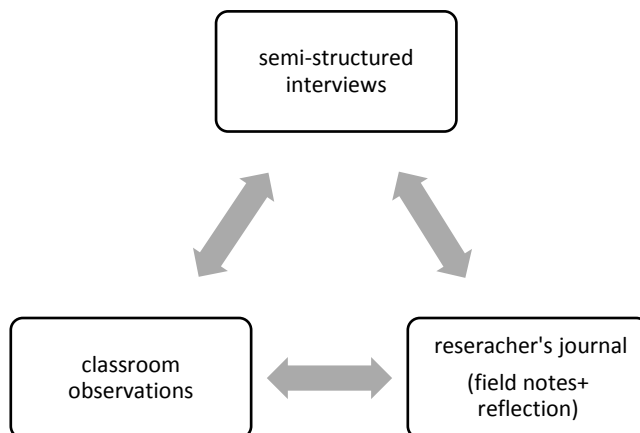 semi-structured
interviews
classroom
observations
reseracher's journal
(field notes+
reflection)